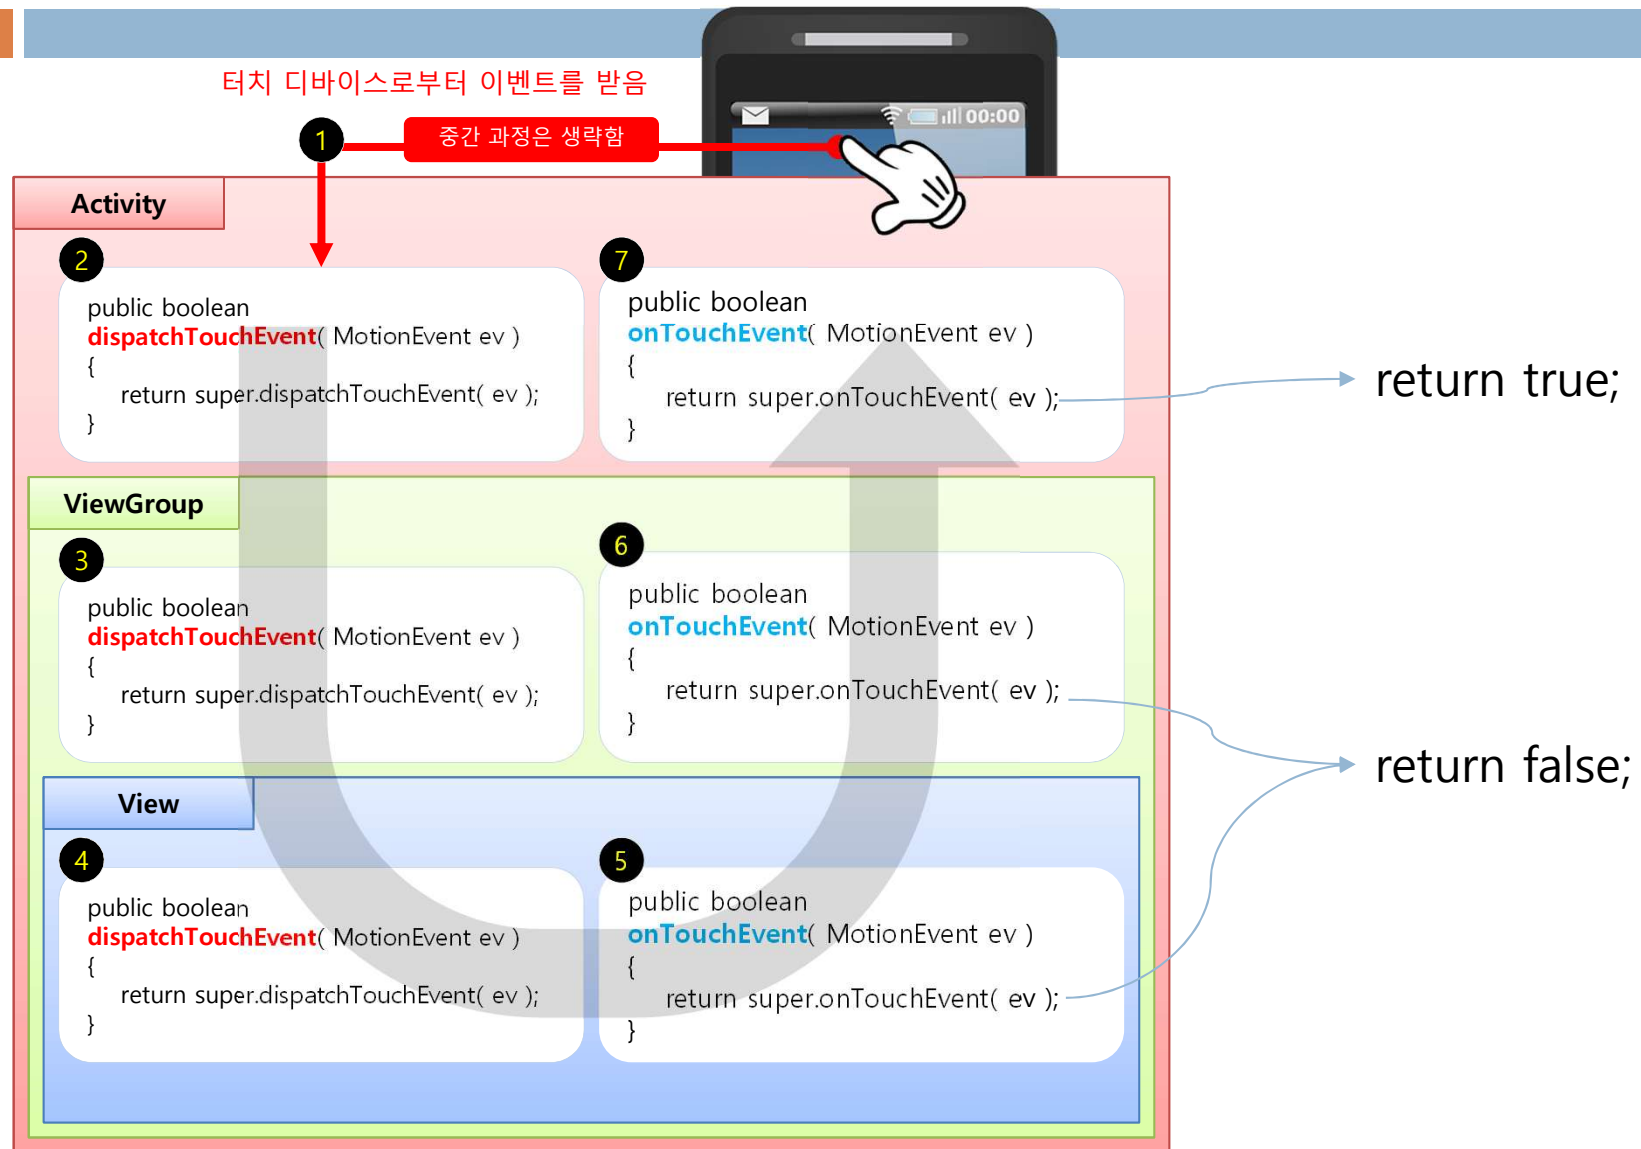 터치 디바이스로부터 이벤트를 받음
00:00
1
중간 과정은 생략함
Activity
2
public boolean
dispatchTouchEvent( MotionEvent ev )
{
return super.dispatchTouchEvent( ev );
}
7
public boolean
onTouchEvent( MotionEvent ev )
{
return super.onTouchEvent( ev );
}
return true;
ViewGroup
3
public boolean
dispatchTouchEvent( MotionEvent ev )
{
return super.dispatchTouchEvent( ev );
}
6
public boolean
onTouchEvent( MotionEvent ev )
{
return super.onTouchEvent( ev );
}
return false;
View
4
public boolean
dispatchTouchEvent( MotionEvent ev )
{
return super.dispatchTouchEvent( ev );
}
5
public boolean
onTouchEvent( MotionEvent ev )
{
return super.onTouchEvent( ev );
}